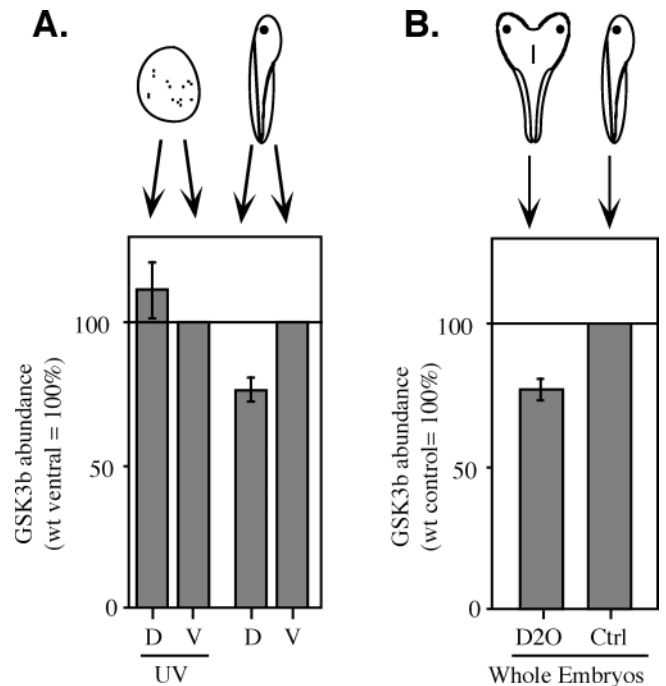 A.
B.
GSK3b abundance
(wt ventral = 100%)
100
50
0
D V D V
UV
GSK3b abundance
(wt control= 100%)
100
50
0
D2O Ctrl
Whole Embryos